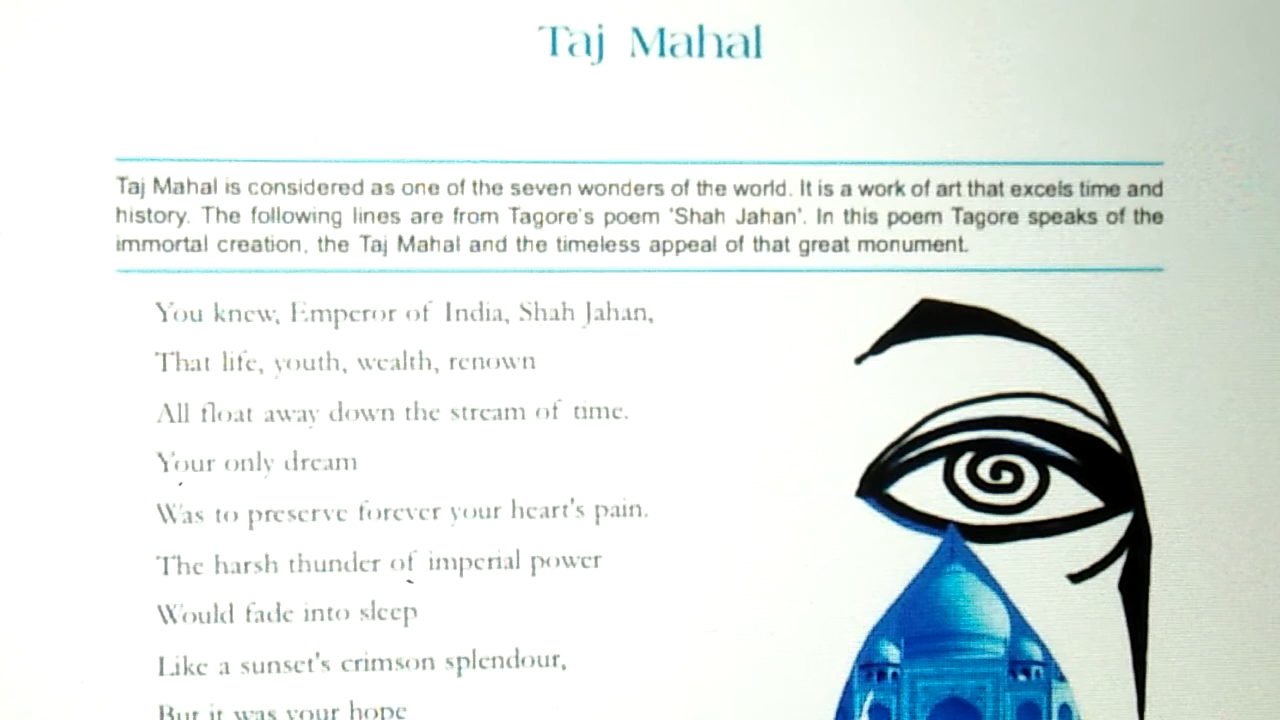 Taj Mahal
Taj Mahal is considered as one of the seven wonders of the world. It is a work of art that excels time and
history. The following lines are from Tagore's poem 'Shah Jahan'. In this poem Tagore speaks of the
immortal creation, the Taj Mahal and the timeless appeal of that great monument.
You knew, Emperor of India, Shah Jahan,
That life, youth, wealth, renown
All float away down the stream of time.
Your only dream
Was to preserve forever your heart's pain.
The harsh thunder of imperial power
Would fade into sleep
Like a sunset's crimson splendour,
But it was your hope